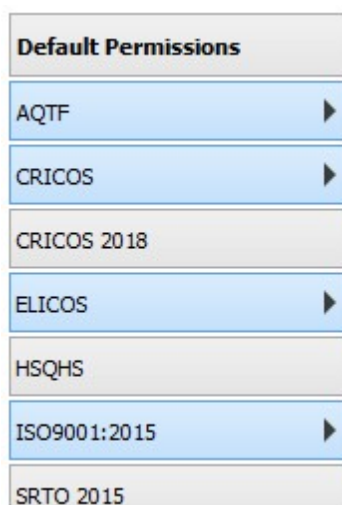 Default Permissions
AQTF
CRICOS
CRICOS 2018
ELICOS
HSQHS
ISO9001:2015
SRTO 2015